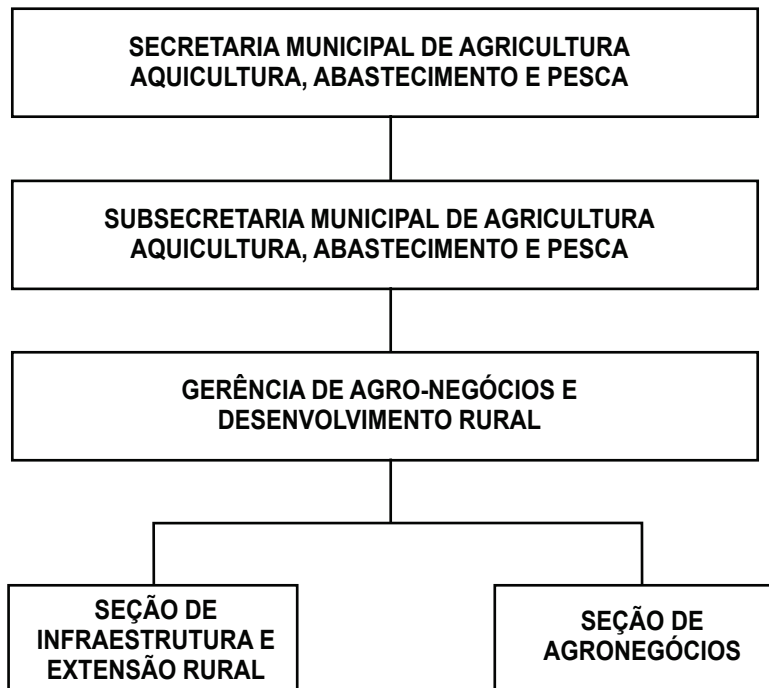 SECRETARIA MUNICIPAL DE AGRICULTURA
AQUICULTURA, ABASTECIMENTO E PESCA
SUBSECRETARIA MUNICIPAL DE AGRICULTURA
AQUICULTURA, ABASTECIMENTO E PESCA
GERÊNCIA DE AGRO-NEGÓCIOS E
DESENVOLVIMENTO RURAL
SEÇÃO DE
INFRAESTRUTURA E
EXTENSÃO RURAL
SEÇÃO DE
AGRONEGÓCIOS